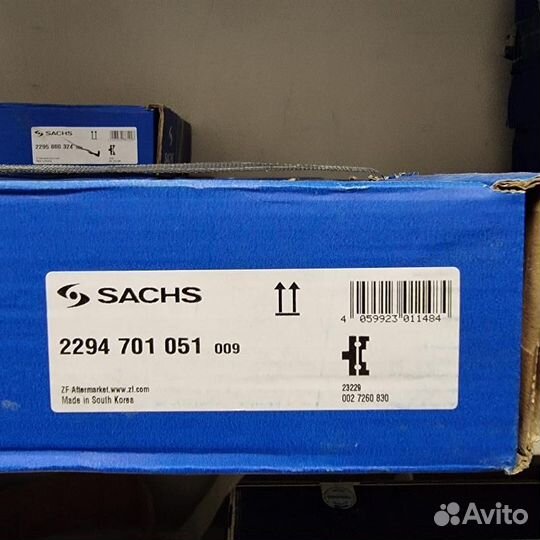 SACHS
2295 000 324
SACHS
4 059923 011484
2294 701 051 009
ZF-Aftermarket.www.zf.com
Made in South Korea
23229
002 7260 830
Avito